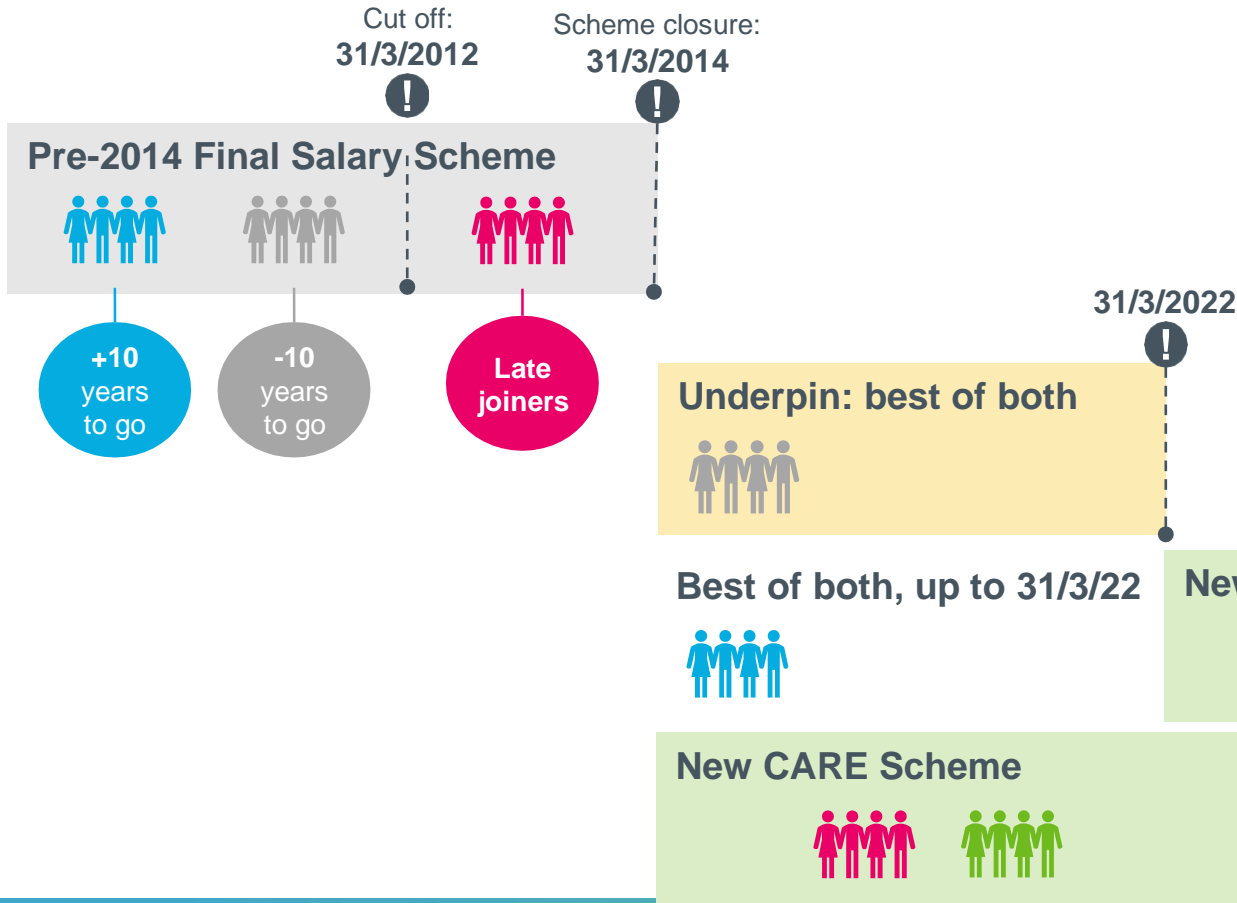 Cut off:
31/3/2012
Scheme closure:
31/3/2014
Pre-2014 Final Salary Scheme
+10
years
to go
-10
years
to go
Late
joiners
31/3/2022
Underpin: best of both
Best of both, up to 31/3/22
New CARE Scheme